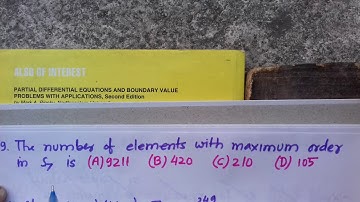 ALSO OF INTEREST
PARTIAL DIFFERENTIAL EQUATIONS AND BOUNDARY VALUE
PROBLEMS WITH APPLICATIONS, Second Edition
9. The number of elements with maximum order
in S₇ is (A) 9211 (B) 420 (C) 210 (D) 105